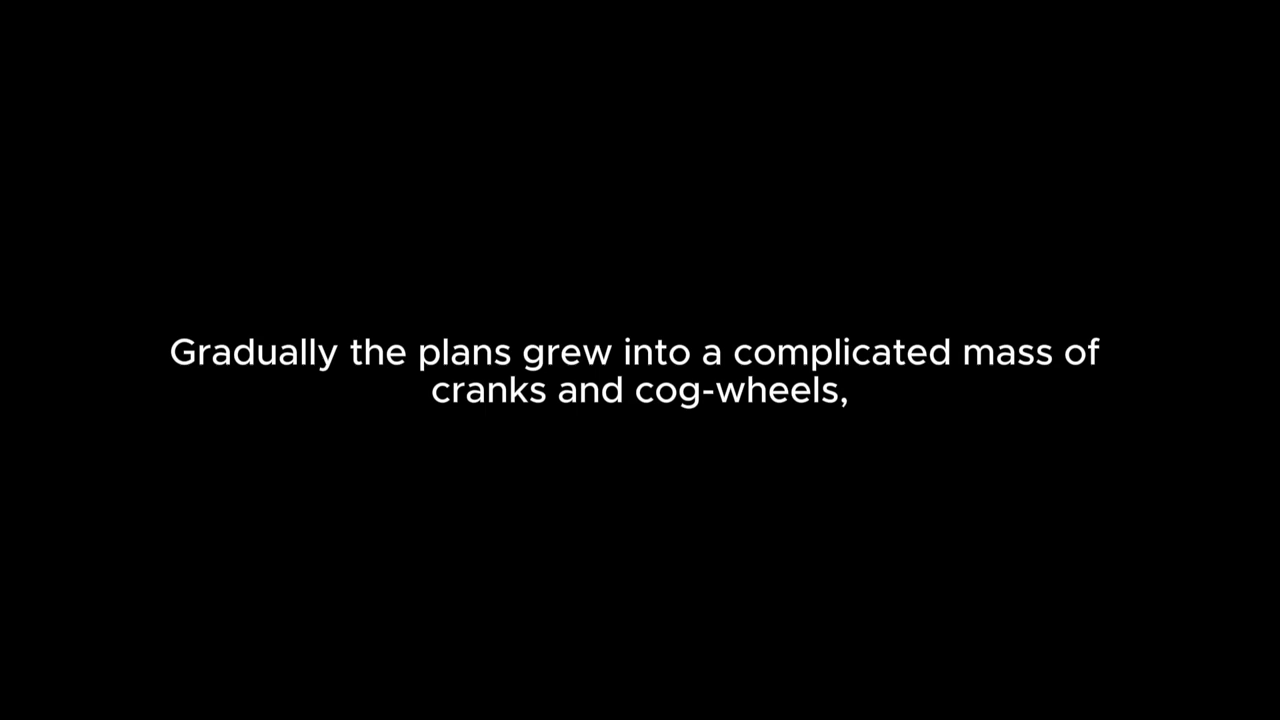 Gradually the plans grew into a complicated mass of
cranks and cog-wheels,